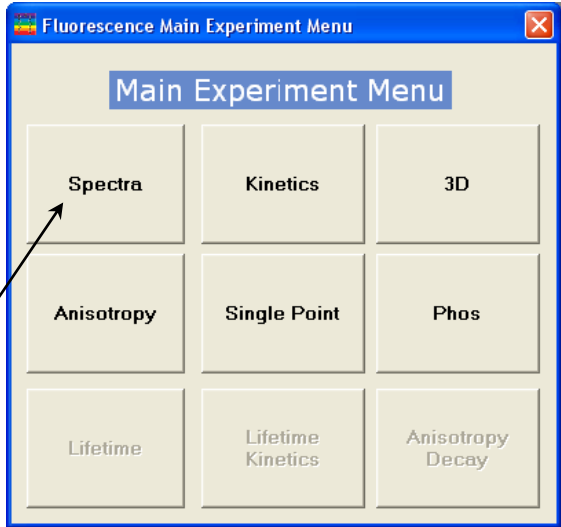 Fluorescence Main Experiment Menu
Main Experiment Menu
Spectra
Kinetics
3D
Anisotropy
Single Point
Phos
Lifetime
Lifetime
Kinetics
Anisotropy
Decay